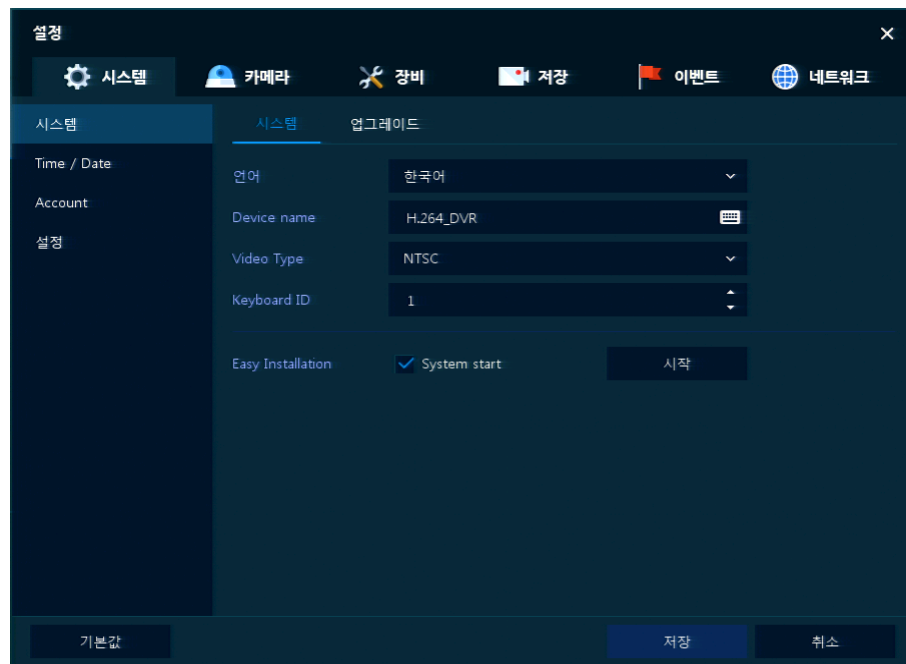 설정
시스템 카메라 장비 저장 이벤트 네트워크
시스템
Time / Date
Account
설정
시스템 업그레이드
언어 한국어
Device name H.264_DVR
Video Type NTSC
Keyboard ID 1
Easy Installation System start 시작
기본값 저장 취소